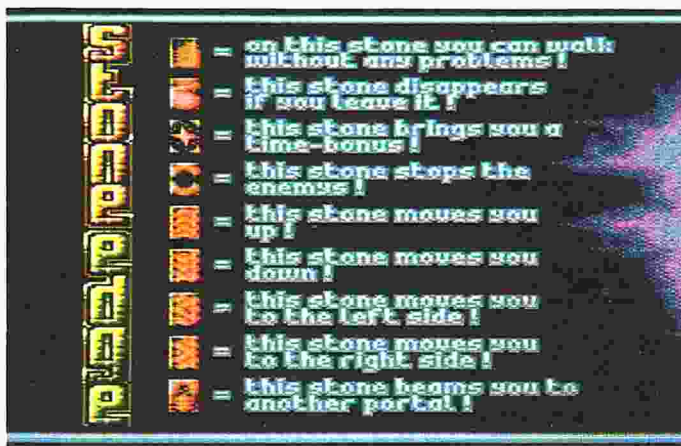 = on this stone you can walk
without any problems !
= this stone disappears
if you leave it !
= this stone brings you a
time-bonus !
= this stone stops the
enemys !
= this stone moves you
up !
= this stone moves you
down !
= this stone moves you
to the left side !
= this stone moves you
to the right side !
= this stone beams you to
another portal !